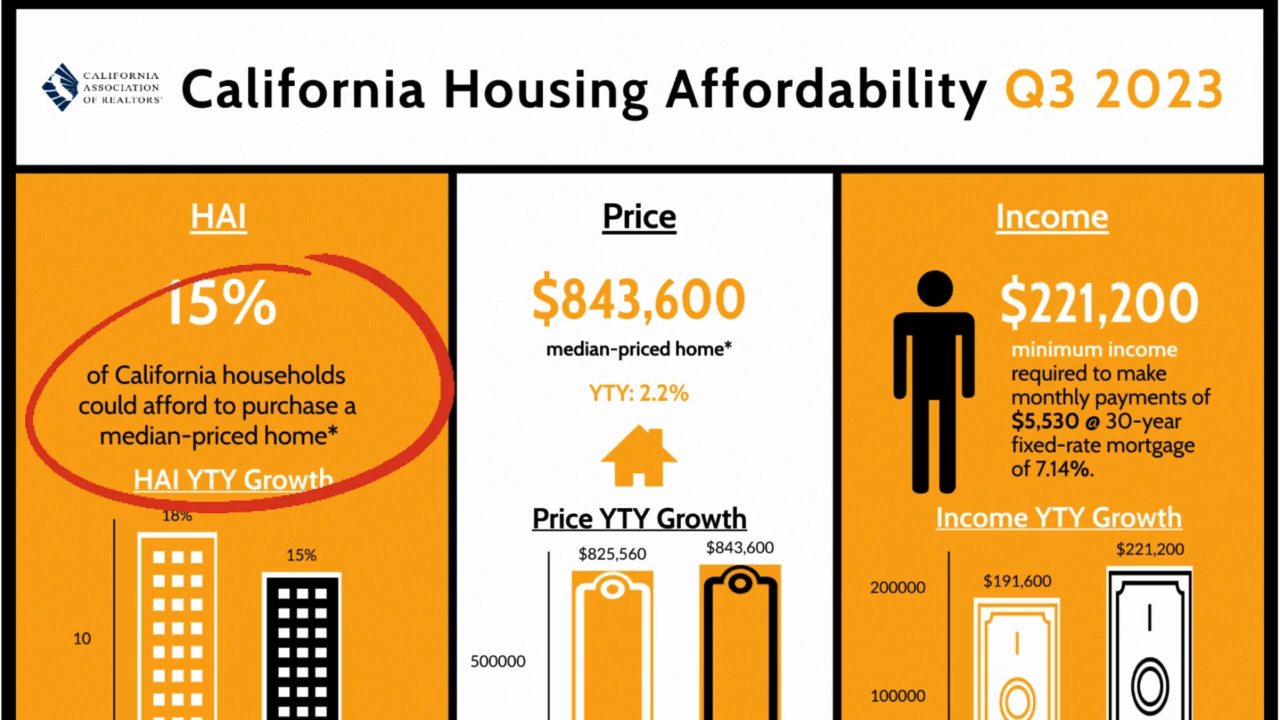 CALIFORNIA
ASSOCIATION
OF REALTORS®
California Housing Affordability Q3 2023
HAI
15%
of California households
could afford to purchase a
median-priced home*
HAI YTY Growth
18%
15%
10
Price
$843,600
median-priced home*
YTY: 2.2%
Price YTY Growth
$825,560
$843,600
500000
Income
$221,200
minimum income
required to make
monthly payments of
$5,530 @ 30-year
fixed-rate mortgage
of 7.14%.
Income YTY Growth
$221,200
$191,600
200000
100000